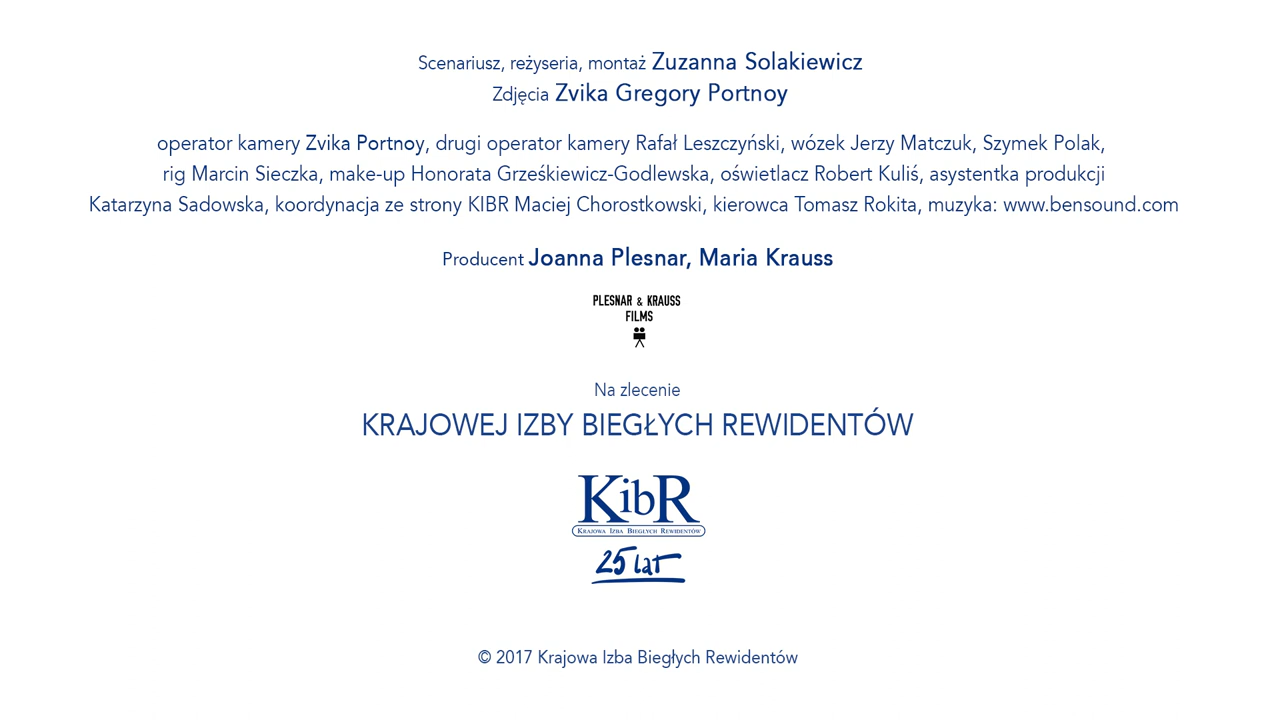 Scenariusz, reżyseria, montaż Zuzanna Solakiewicz
Zdjęcia Zvika Gregory Portnoy
operator kamery Zvika Portnoy, drugi operator kamery Rafał Leszczyński, wózek Jerzy Matczuk, Szymek Polak,
rig Marcin Sieczka, make-up Honorata Grześkiewicz-Godlewska, oświetlacz Robert Kuliś, asystentka produkcji
Katarzyna Sadowska, koordynacja ze strony KIBR Maciej Chorostkowski, kierowca Tomasz Rokita, muzyka: www.bensound.com
Producent Joanna Plesnar, Maria Krauss
PLESNAR & KRAUSS
FILMS
Na zlecenie
KRAJOWEJ IZBY BIEGŁYCH REWIDENTÓW
KibR
KRAJOWA IZBA BIEGŁYCH REWIDENTÓW
25 lat
© 2017 Krajowa Izba Biegłych Rewidentów